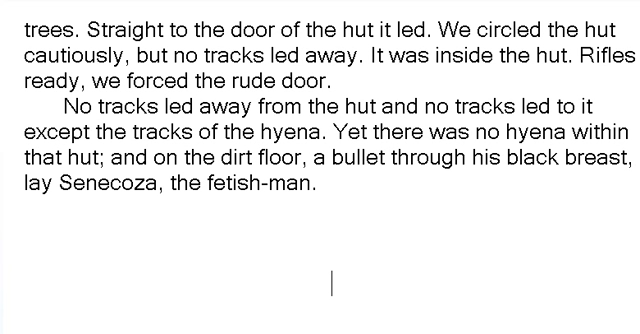 trees. Straight to the door of the hut it led. We circled the hut
cautiously, but no tracks led away. It was inside the hut. Rifles
ready, we forced the rude door.
No tracks led away from the hut and no tracks led to it
except the tracks of the hyena. Yet there was no hyena within
that hut; and on the dirt floor, a bullet through his black breast,
lay Senecoza, the fetish-man.